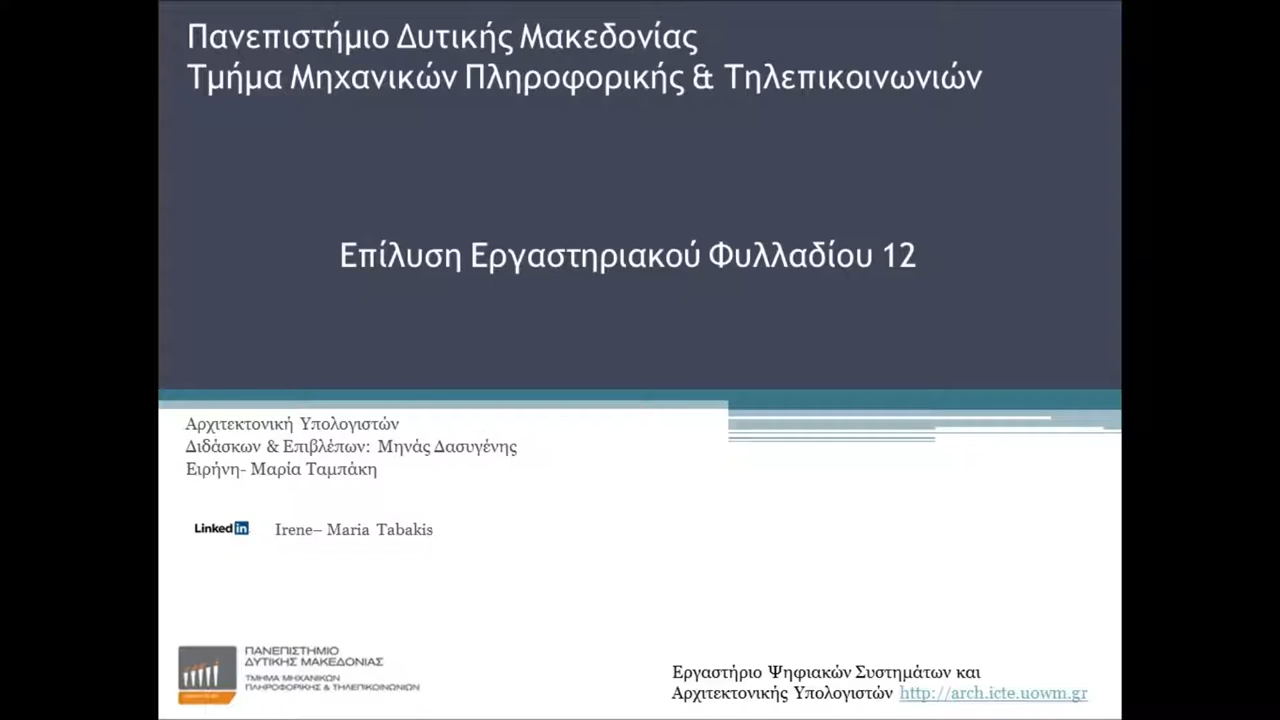 Πανεπιστήμιο Δυτικής Μακεδονίας
Τμήμα Μηχανικών Πληροφορικής & Τηλεπικοινωνιών
Επίλυση Εργαστηριακού Φυλλαδίου 12
Αρχιτεκτονική Υπολογιστών
Διδάσκων & Επιβλέπων: Μηνάς Δασυγένης
Ειρήνη- Μαρία Ταμπάκη
Linked in Irene– Maria Tabakis
ΠΑΝΕΠΙΣΤΗΜΙΟ
ΔΥΤΙΚΗΣ ΜΑΚΕΔΟΝΙΑΣ
ΤΜΗΜΑ ΜΗΧΑΝΙΚΩΝ
ΠΛΗΡΟΦΟΡΙΚΗΣ & ΤΗΛΕΠΙΚΟΙΝΩΝΙΩΝ
Εργαστήριο Ψηφιακών Συστημάτων και
Αρχιτεκτονικής Υπολογιστών http://arch.icte.uowm.gr